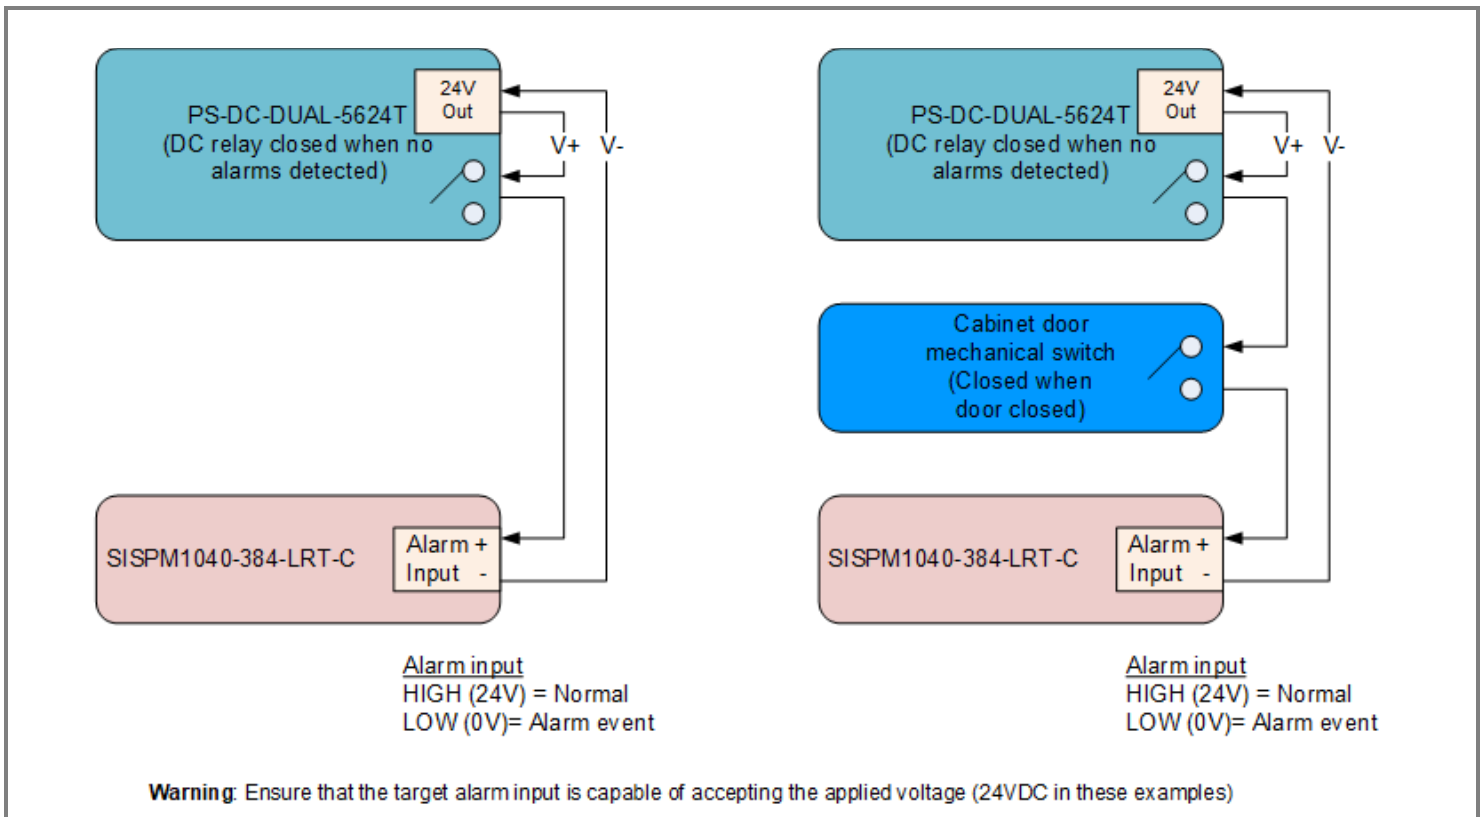 24V
Out
PS-DC-DUAL-5624T
(DC relay closed when no
alarms detected)
V+ V-
SISPM1040-384-LRT-C
Alarm +
Input -
Alarm input
HIGH (24V) = Normal
LOW (0V)= Alarm event
24V
Out
PS-DC-DUAL-5624T
(DC relay closed when no
alarms detected)
V+ V-
Cabinet door
mechanical switch
(Closed when
door closed)
SISPM1040-384-LRT-C
Alarm +
Input -
Alarm input
HIGH (24V) = Normal
LOW (0V)= Alarm event
Warning: Ensure that the target alarm input is capable of accepting the applied voltage (24VDC in these examples)